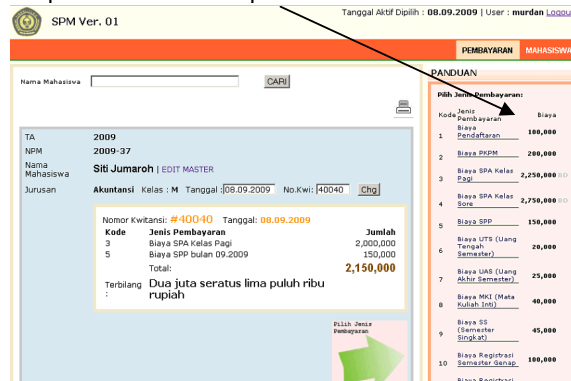 SPM Ver. 01
Tanggal Aktif Dipilih : 08.09.2009 | User : murdan Logou
PEMBAYARAN MAHASISWA
Nama Mahasiswa CARI
TA 2009
NPM 2009-37
Nama Mahasiswa Siti Jumaroh | EDIT MASTER
Jurusan Akuntansi Kelas : M Tanggal : 08.09.2009 No.Kwi: 40040 Chg
Nomor Kwitansi: #40040 Tanggal: 08.09.2009
Kode Jenis Pembayaran Jumlah
3 Biaya SPA Kelas Pagi 2,000,000
5 Biaya SPP bulan 09.2009 150,000
Total: 2,150,000
Terbilang : Dua juta seratus lima puluh ribu
rupiah
Pilih Jenis
Pembayaran
PANDUAN
Pilih Jenis Pembayaran:
Kode Jenis Pembayaran Biaya
1 Biaya Pendaftaran 100,000
2 Biaya PKPM 200,000
3 Biaya SPA Kelas Pagi 2,250,000 BO
4 Biaya SPA Kelas Sore 2,750,000 BO
5 Biaya SPP 150,000
6 Biaya UTS (Uang Tengah Semester) 20,000
7 Biaya UAS (Uang Akhir Semester) 25,000
8 Biaya MKI (Mata Kuliah Inti) 40,000
9 Biaya SS (Semester Singkat) 45,000
10 Biaya Registrasi Semester Genap 100,000
Biaya Registrasi